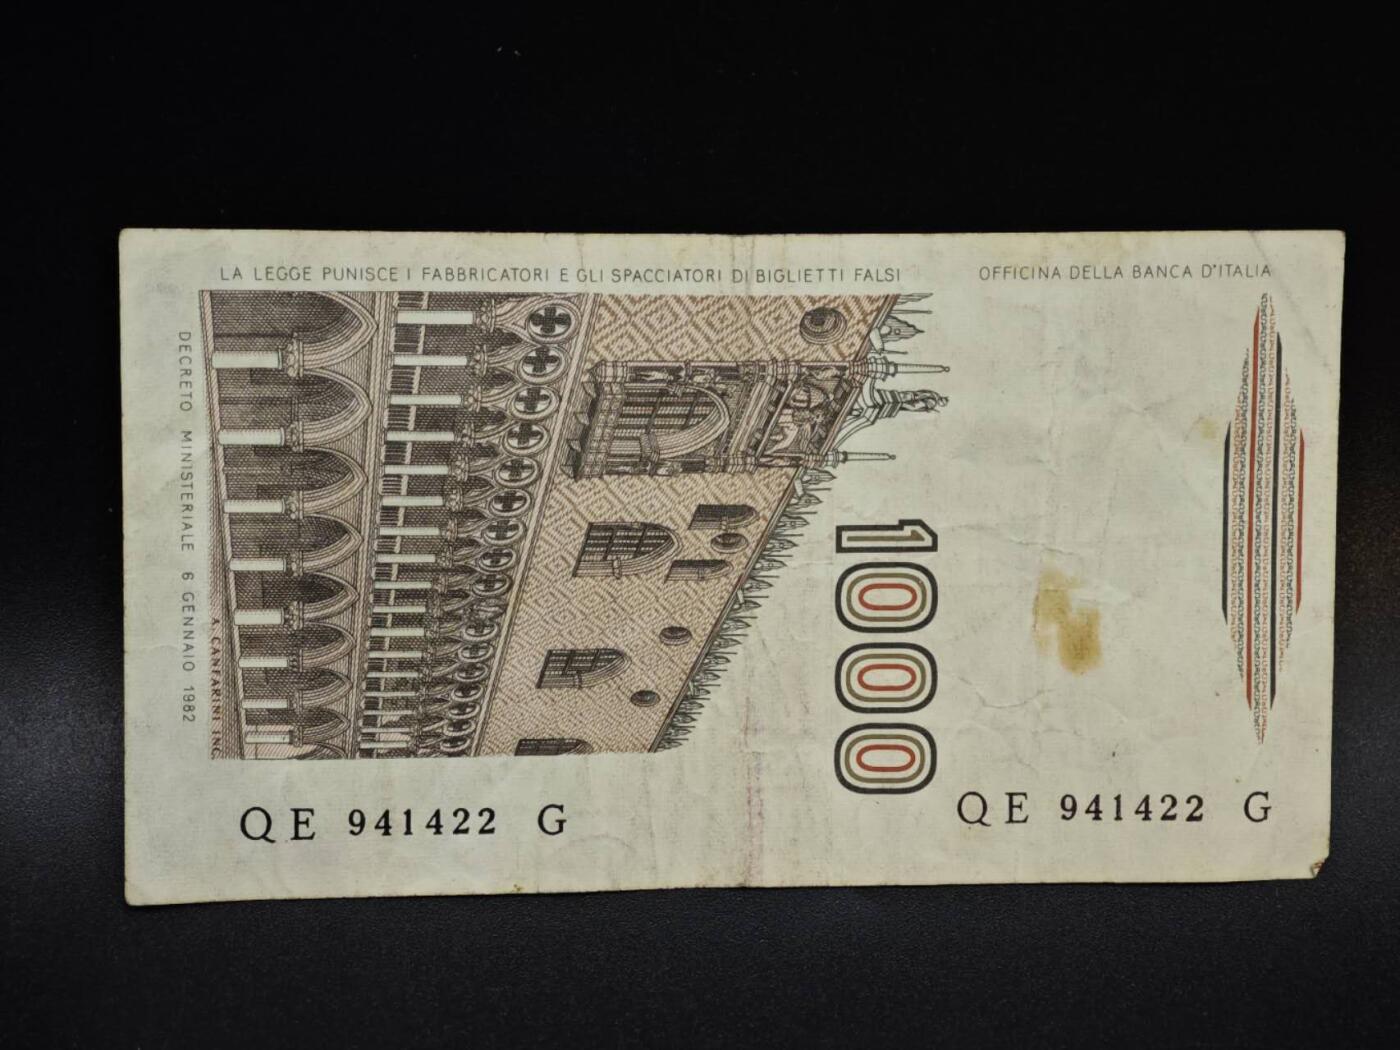 LA LEGGE PUNISCE I FABBRICATORI E GLI SPACCIATORI DI BIGLIETTI FALSI
OFFICINA DELLA BANCA D'ITALIA
DECRETO MINISTERIALE 6 GENNAIO 1982
A. CANFARINI INC.
1000
QE 941422 G
QE 941422 G